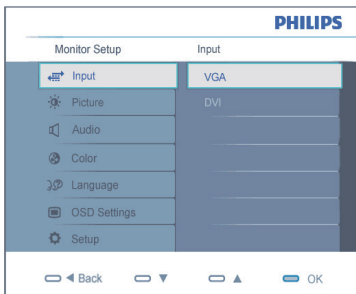 PHILIPS
Monitor Setup Input
Input VGA
Picture DVI
Audio
Color
Language
OSD Settings
Setup
Back OK